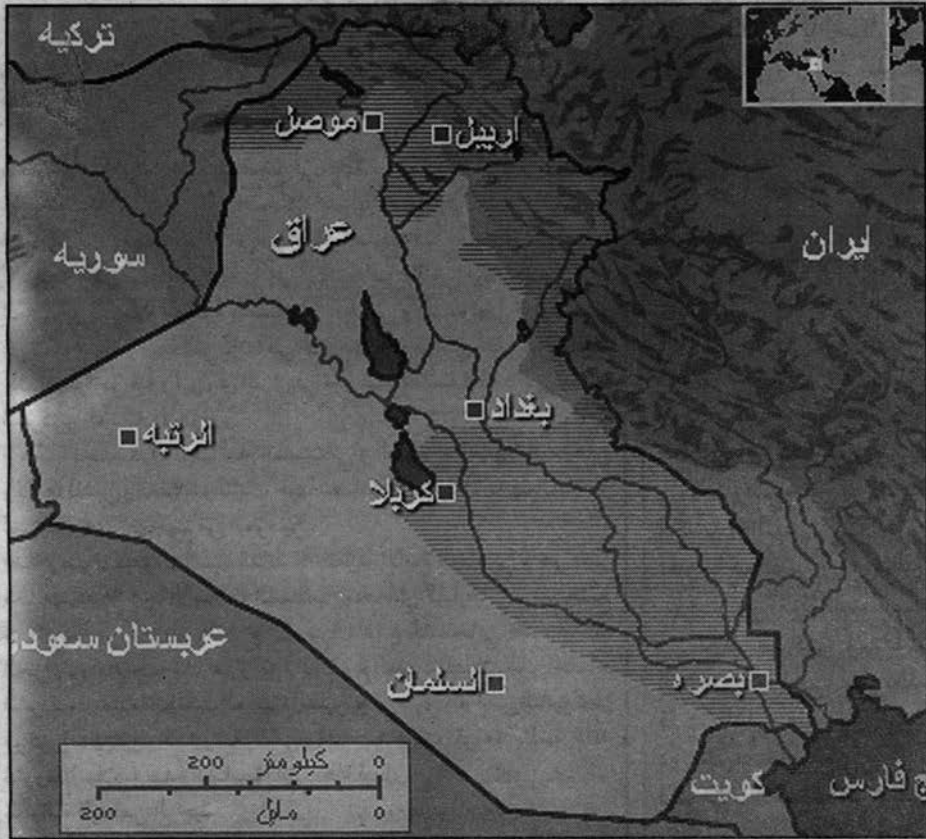 ترکیه
موصل
اربیل
عراق
ایران
سوریه
بغداد
الرتبه
کربلا
عربستان سعود
السلمان
بصره
کویت
ج فارس
200 کیلومتر 0
200 مایل 0